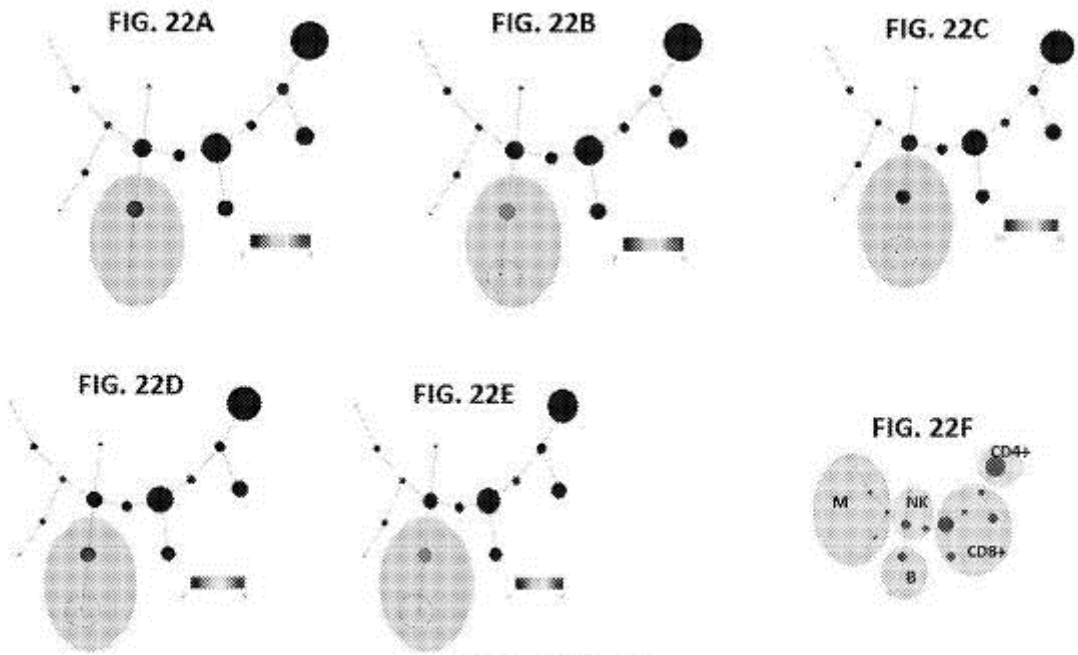 FIG. 22A
FIG. 22B
FIG. 22C
FIG. 22D
FIG. 22E
FIG. 22F
CD4+
M
NK
CD8+
B